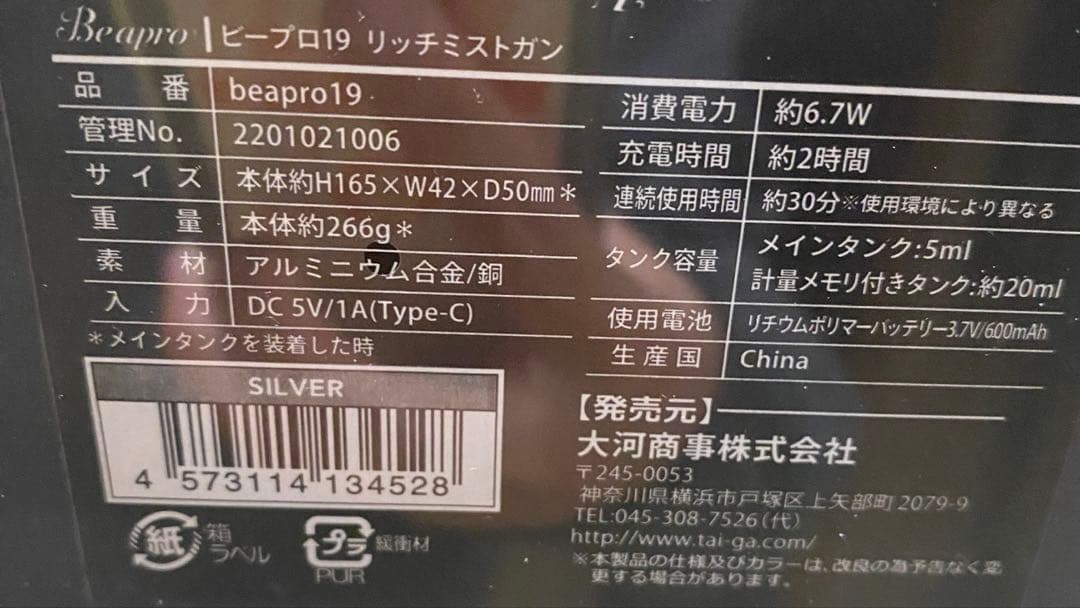 Beapro | ビープロ19 リッチミストガン
品番 beapro19
管理No. 2201021006
サイズ 本体約H165×W42×D50㎜＊
重量 本体約266g＊
素材 アルミニウム合金/銅
入力 DC 5V/1A(Type-C)
＊メインタンクを装着した時
消費電力 約6.7W
充電時間 約2時間
連続使用時間 約30分※使用環境により異なる
タンク容量 メインタンク:5ml
計量メモリ付きタンク:約20ml
使用電池 リチウムポリマーバッテリー3.7V/600mAh
生産国 China
SILVER
4 573114 134528
紙 箱
ラベル
プラ 緩衝材
PUR
【発売元】
大河商事株式会社
〒245-0053
神奈川県横浜市戸塚区上矢部町2079-9
TEL:045-308-7526（代）
http://www.tai-ga.com/
※本製品の仕様及びカラーは、改良の為予告なく変
更する場合があります。